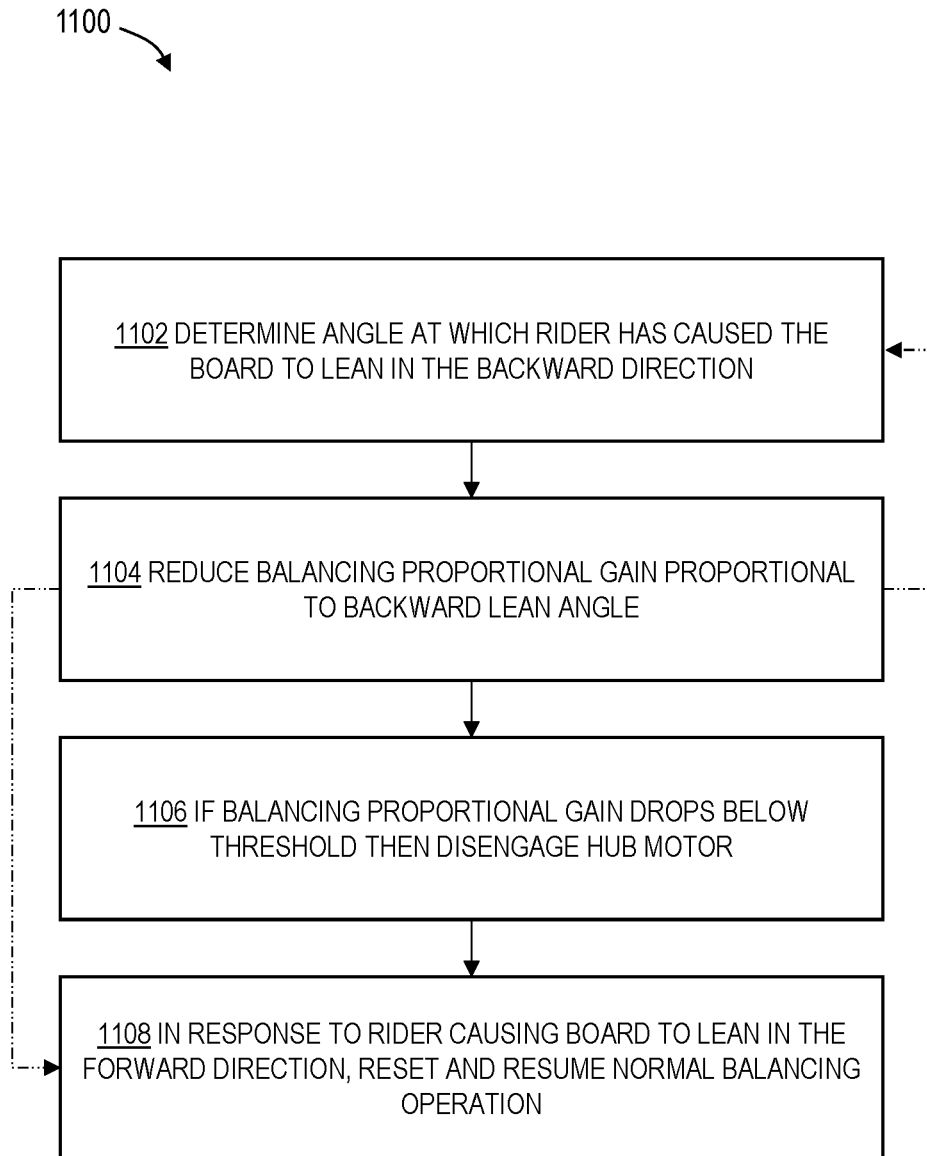 1100
1102 DETERMINE ANGLE AT WHICH RIDER HAS CAUSED THE
BOARD TO LEAN IN THE BACKWARD DIRECTION
1104 REDUCE BALANCING PROPORTIONAL GAIN PROPORTIONAL
TO BACKWARD LEAN ANGLE
1106 IF BALANCING PROPORTIONAL GAIN DROPS BELOW
THRESHOLD THEN DISENGAGE HUB MOTOR
1108 IN RESPONSE TO RIDER CAUSING BOARD TO LEAN IN THE
FORWARD DIRECTION, RESET AND RESUME NORMAL BALANCING
OPERATION